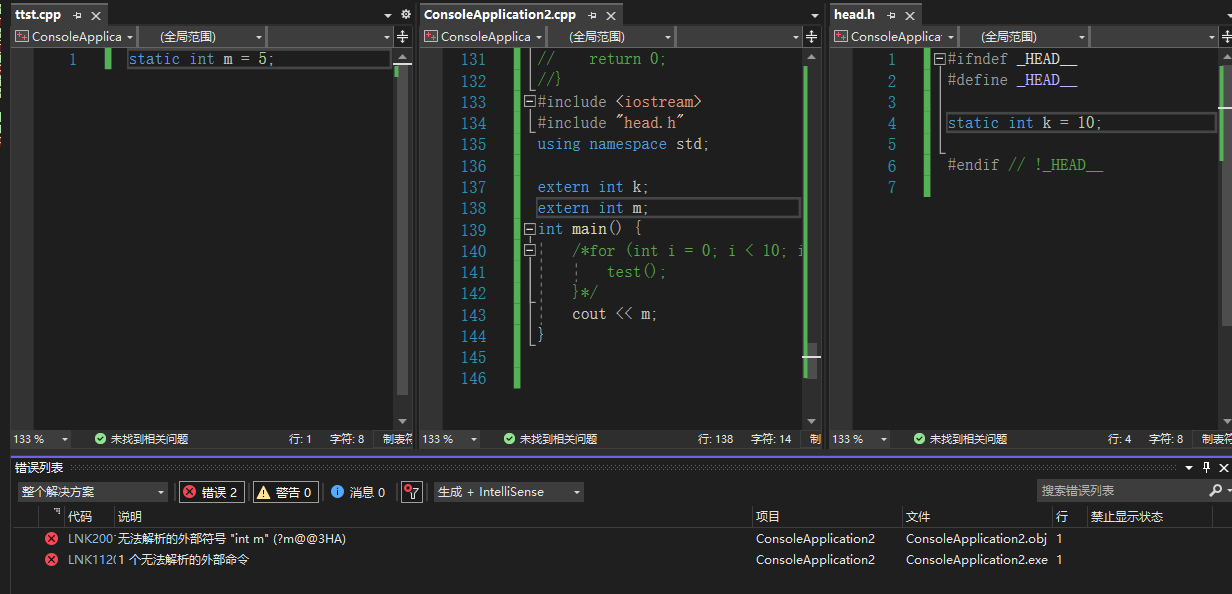 ttst.cpp
ConsoleApplica
(全局范围)
1 static int m = 5;
133 %
未找到相关问题
行: 1 字符: 8 制表符
ConsoleApplication2.cpp
ConsoleApplica
(全局范围)
131 // return 0;
132 //}
133 #include <iostream>
134 #include "head.h"
135 using namespace std;
136
137 extern int k;
138 extern int m;
139 int main() {
140 /*for (int i = 0; i < 10; i
141 test();
142 }*/
143 cout << m;
144 }
145
146
133 %
未找到相关问题
行: 138 字符: 14 制
head.h
ConsoleApplica
(全局范围)
1 #ifndef _HEAD__
2 #define _HEAD__
3
4 static int k = 10;
5
6 #endif // !_HEAD__
7
133 %
未找到相关问题
行: 4 字符: 8 制表符
错误列表
整个解决方案 错误 2 警告 0 消息 0 生成 + IntelliSense 搜索错误列表
代码 说明 项目 文件 行 禁止显示状态
LNK200 无法解析的外部符号 "int m" (?m@@3HA) ConsoleApplication2 ConsoleApplication2.obj 1
LNK112 1 个无法解析的外部命令 ConsoleApplication2 ConsoleApplication2.exe 1